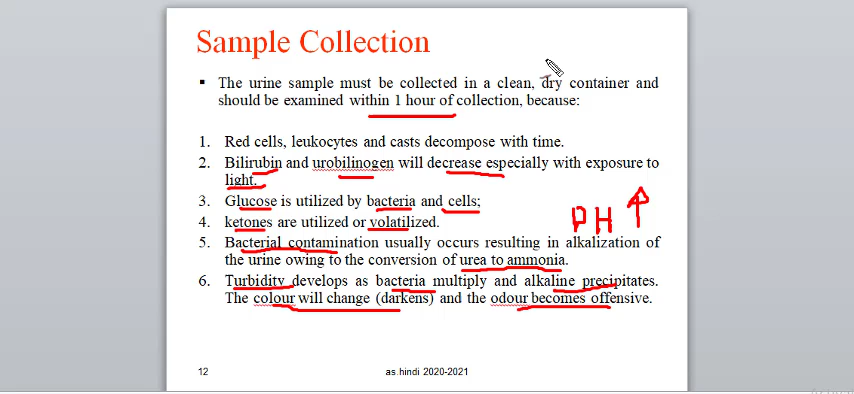 Sample Collection
▪ The urine sample must be collected in a clean, dry container and
should be examined within 1 hour of collection, because:
1. Red cells, leukocytes and casts decompose with time.
2. Bilirubin and urobilinogen will decrease especially with exposure to
light.
3. Glucose is utilized by bacteria and cells;
4. ketones are utilized or volatilized.
5. Bacterial contamination usually occurs resulting in alkalization of
the urine owing to the conversion of urea to ammonia.
PH ↑
6. Turbidity develops as bacteria multiply and alkaline precipitates.
The colour will change (darkens) and the odour becomes offensive.
12 as.hindi 2020-2021